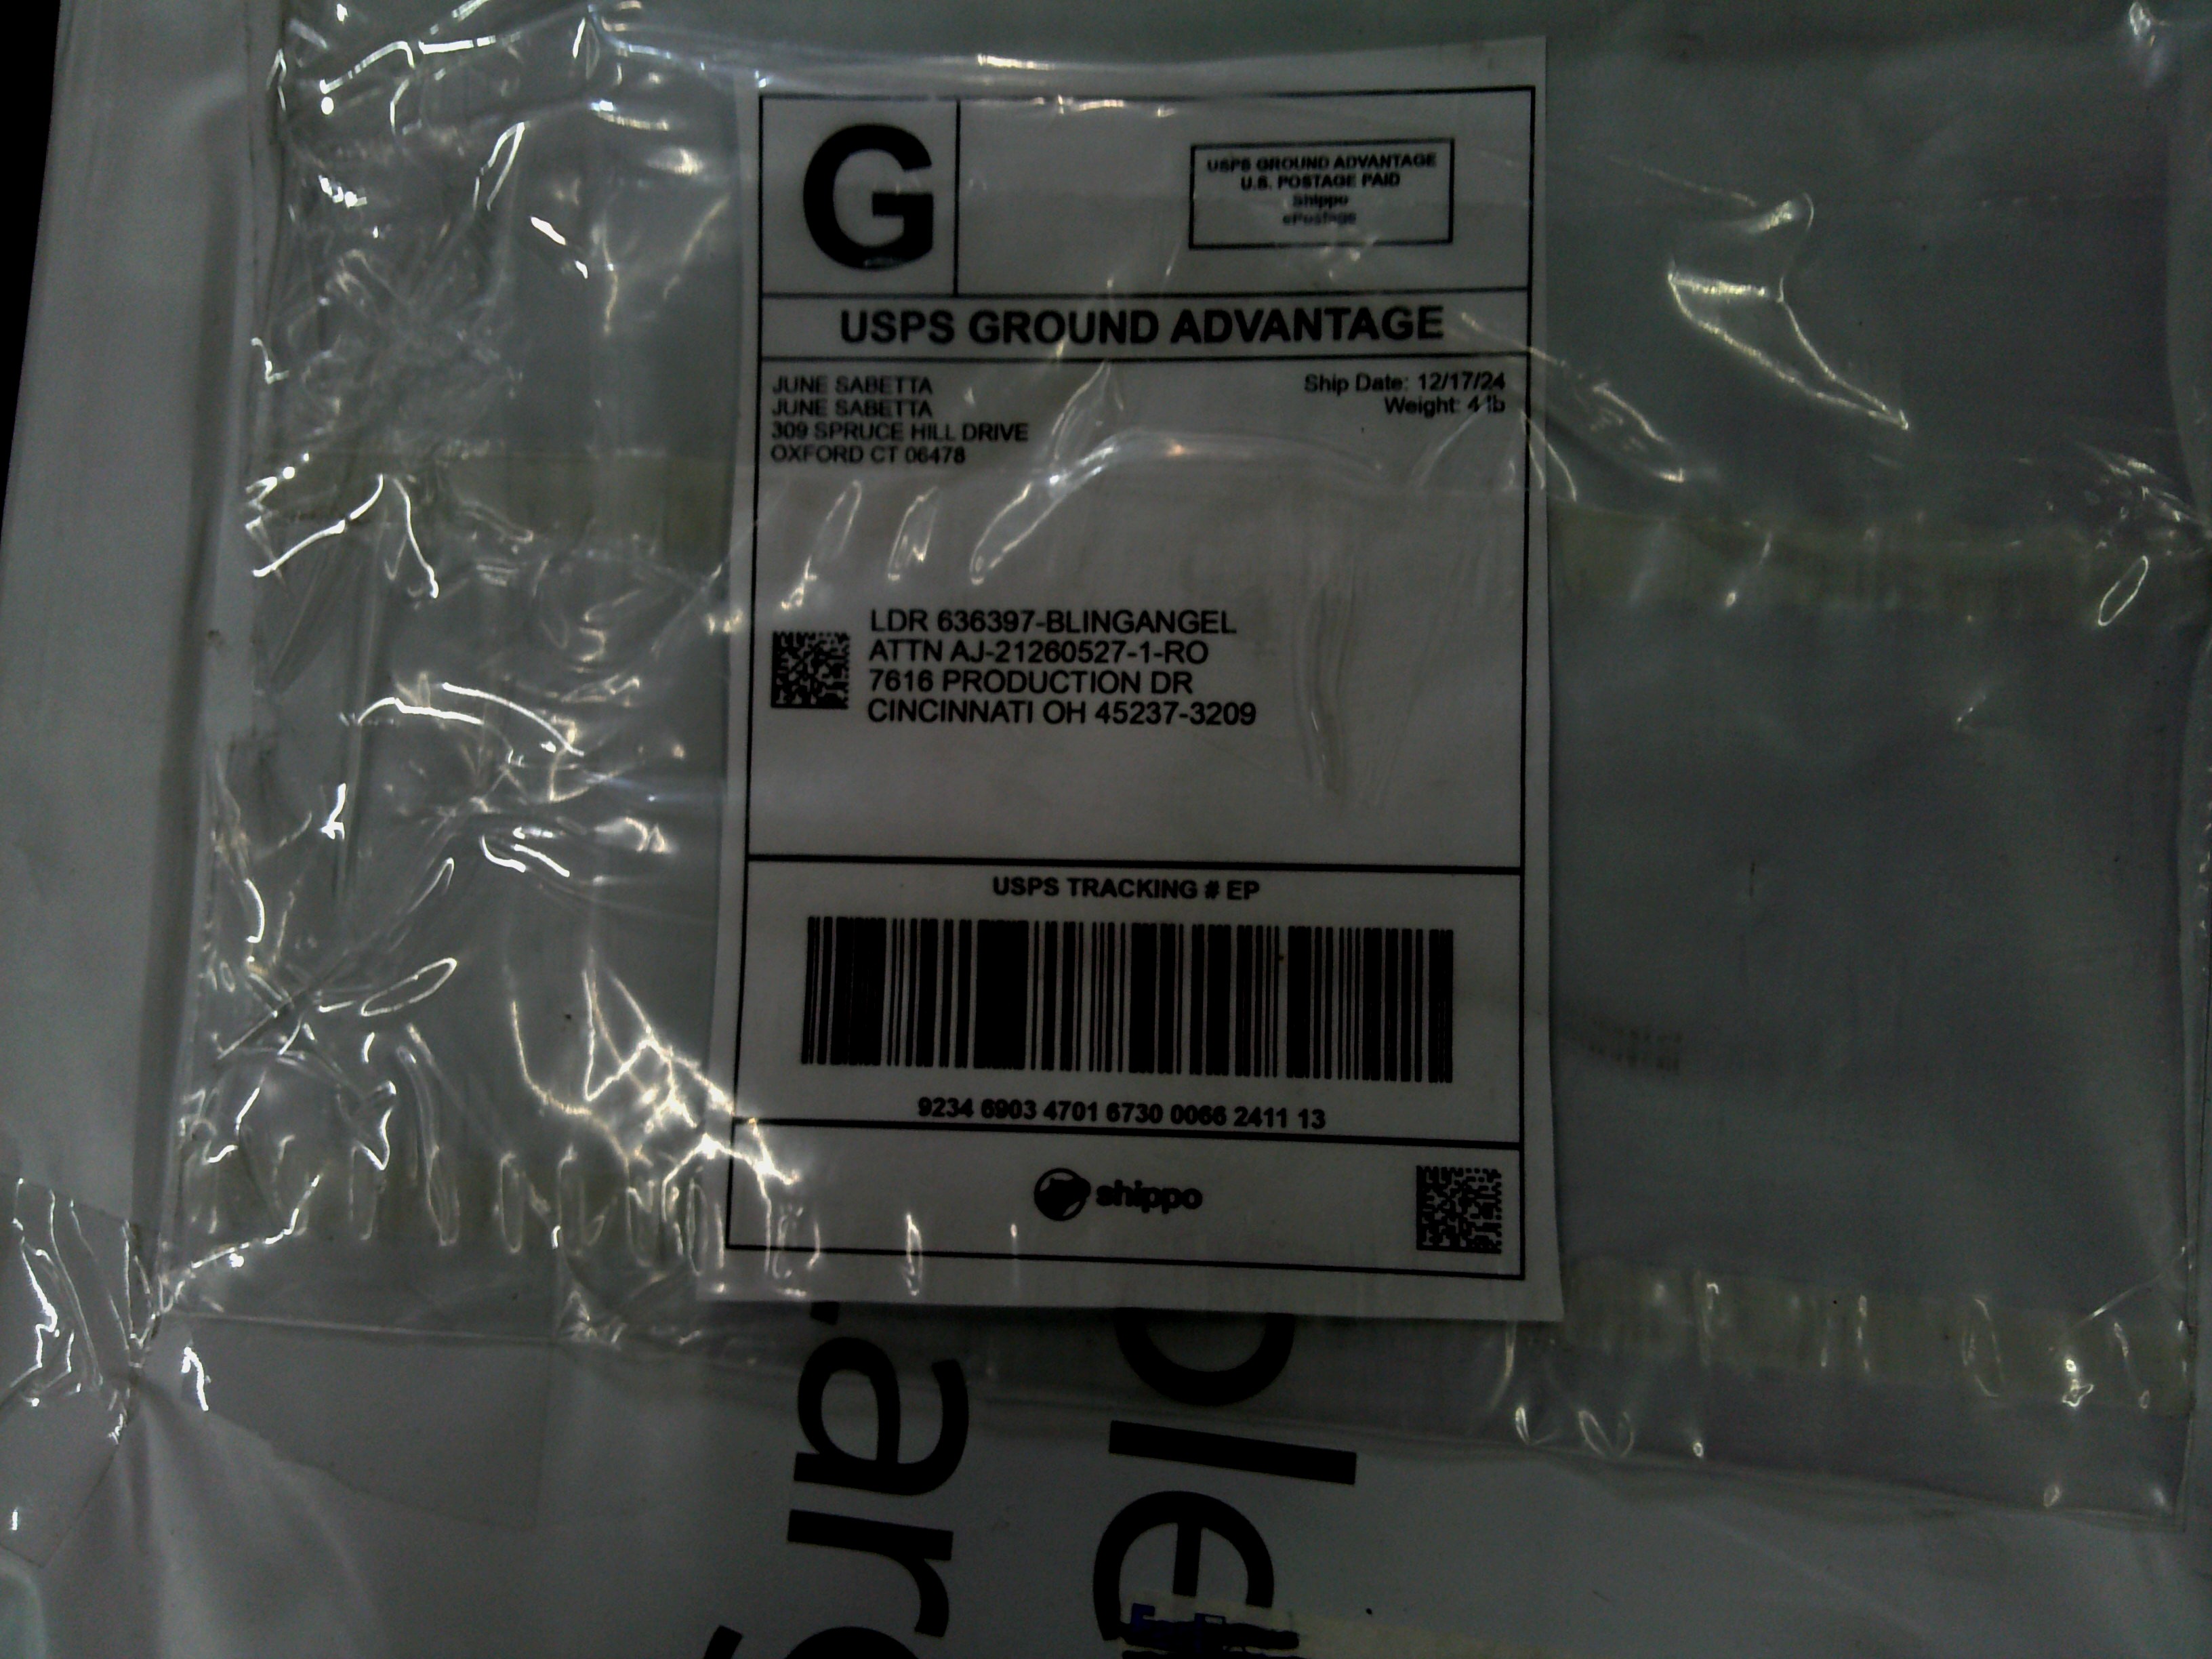 G
USPS GROUND ADVANTAGE
U.S. POSTAGE PAID
Shippo
ePostage
USPS GROUND ADVANTAGE
JUNE SABETTA
JUNE SABETTA
309 SPRUCE HILL DRIVE
OXFORD CT 06478
Ship Date: 12/17/24
Weight: 4 lb
LDR 636397-BLINGANGEL
ATTN AJ-21260527-1-RO
7616 PRODUCTION DR
CINCINNATI OH 45237-3209
USPS TRACKING # EP
9234 6903 4701 6730 0066 2411 13
shippo